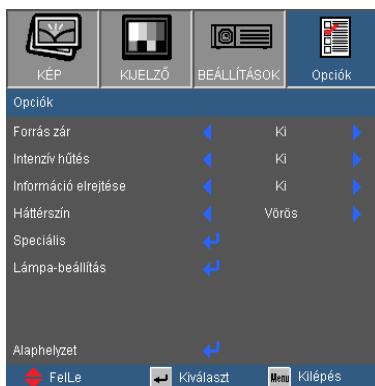 KÉP KIJELZŐ BEÁLLÍTÁSOK Opciók
Opciók
Forrás zár Ki
Intenzív hűtés Ki
Információ elrejtése Ki
Háttérszín Vörös
Speciális
Lámpa-beállítás
Alaphelyzet
FelLe Kiválaszt Menu Kilépés